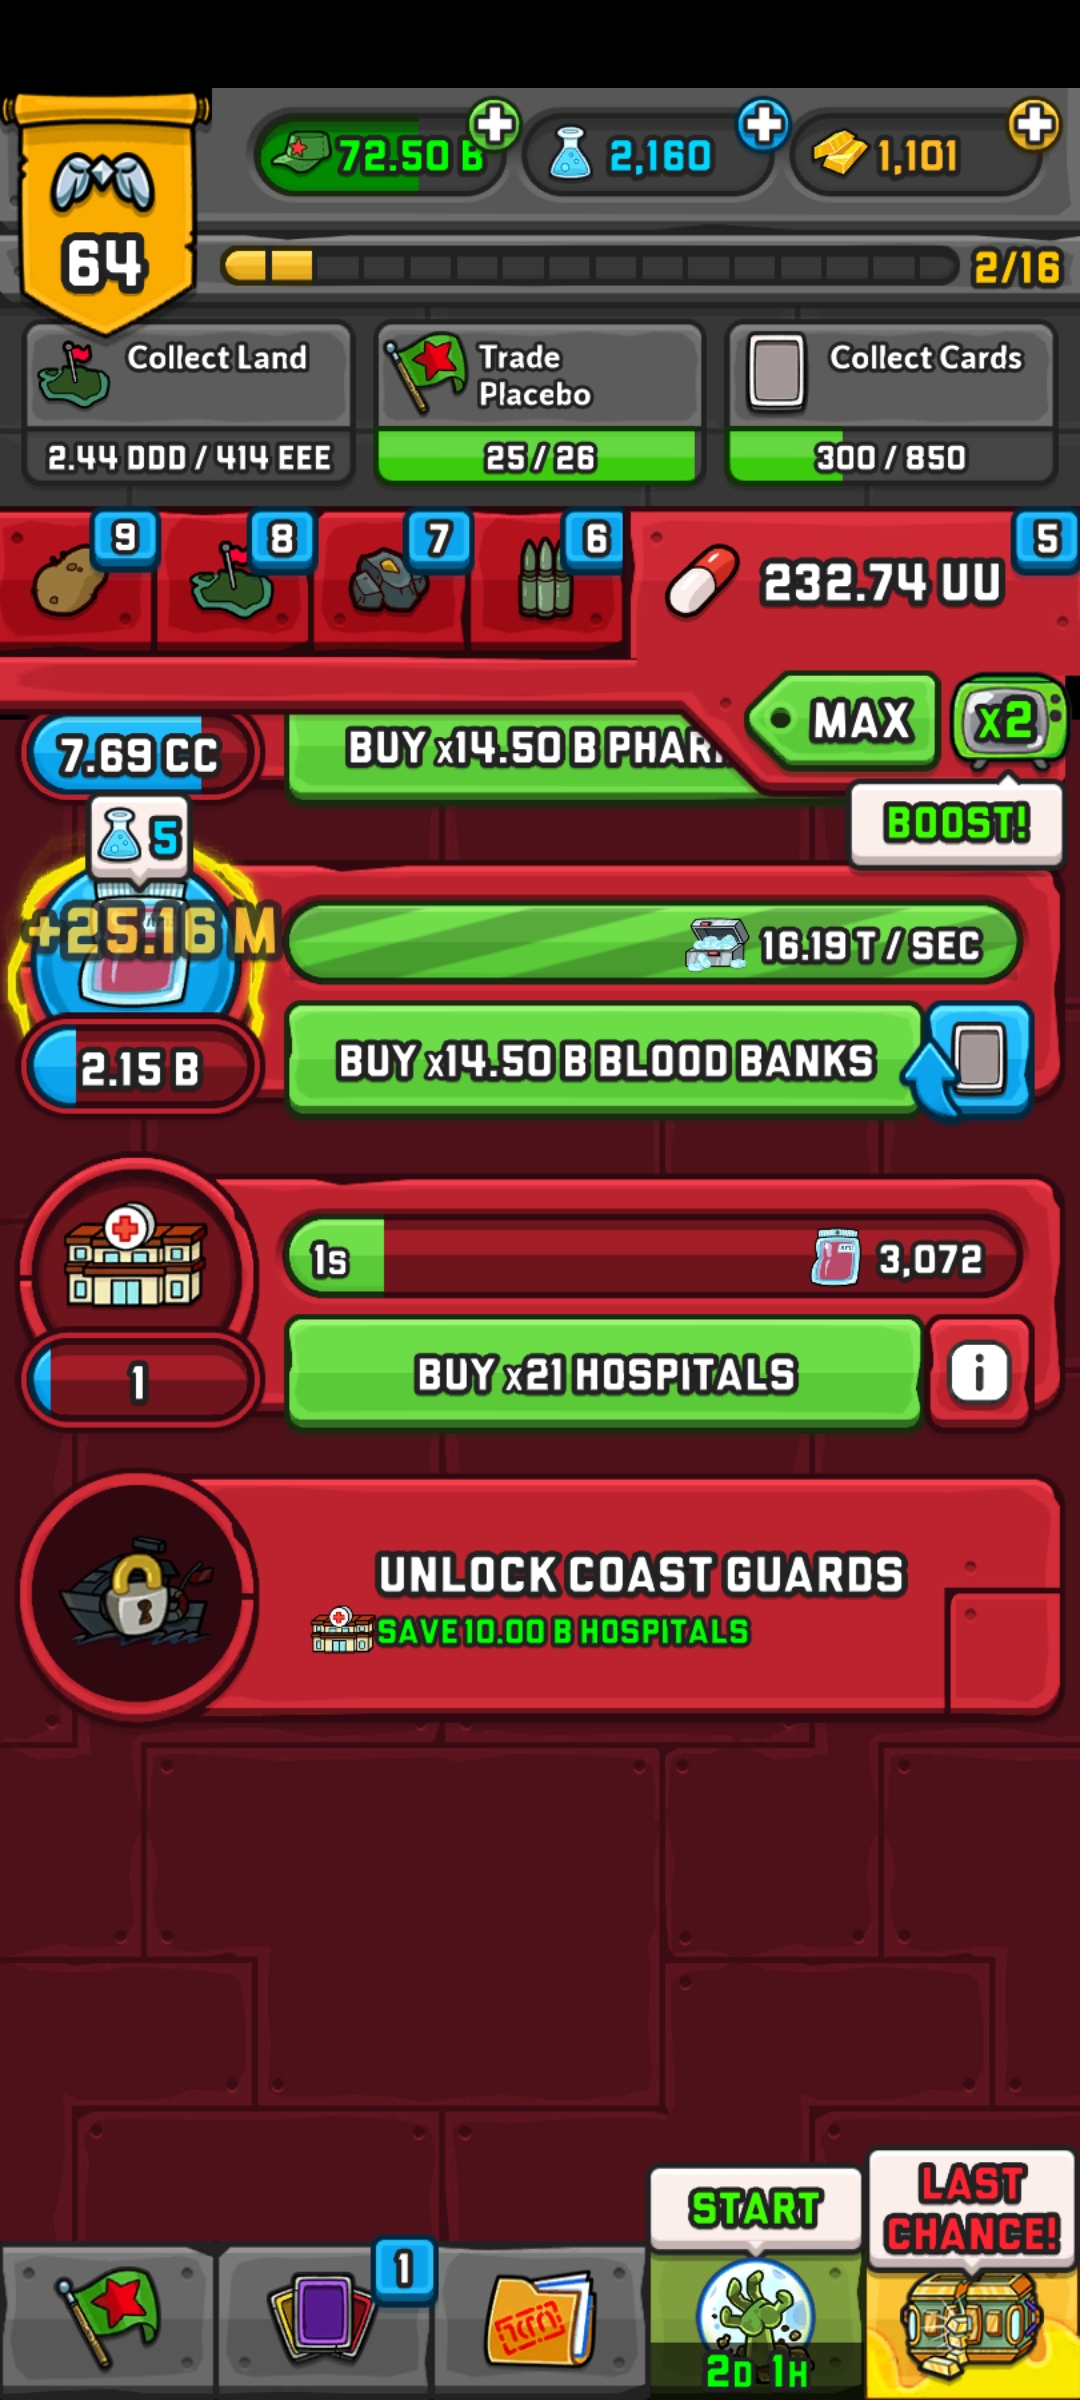 72.50 B
2,160
1,101
64
2/16
Collect Land
2.44 DDD / 414 EEE
Trade
Placebo
25 / 26
Collect Cards
300 / 850
9
8
7
6
5
232.74 UU
MAX
x2
BOOST!
7.69 CC
BUY x14.50 B PHAR
5
+25.16 M
16.19 T / SEC
2.15 B
BUY x14.50 B BLOOD BANKS
1s
3,072
1
BUY x21 HOSPITALS
i
UNLOCK COAST GUARDS
SAVE 10.00 B HOSPITALS
START
LAST
CHANCE!
1
2D 1H